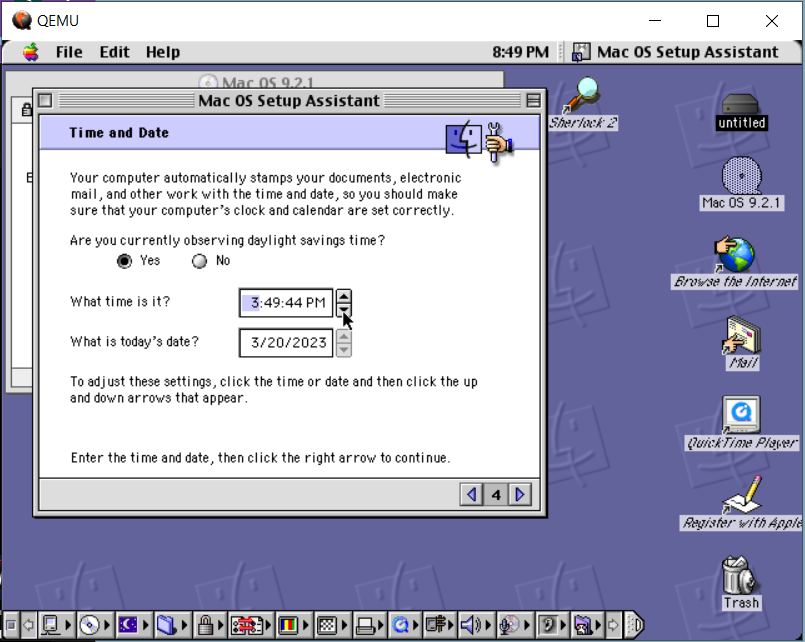 QEMU
File Edit Help
8:49 PM
Mac OS Setup Assistant
Mac OS 9.2.1
Mac OS Setup Assistant
Time and Date
Your computer automatically stamps your documents, electronic
mail, and other work with the time and date, so you should make
sure that your computer's clock and calendar are set correctly.
Are you currently observing daylight savings time?
Yes No
What time is it? 3:49:44 PM
What is today's date? 3/20/2023
To adjust these settings, click the time or date and then click the up
and down arrows that appear.
Enter the time and date, then click the right arrow to continue.
4
Sherlock 2
untitled
Mac OS 9.2.1
Browse the Internet
Mail
QuickTime Player
Register with Apple
Trash